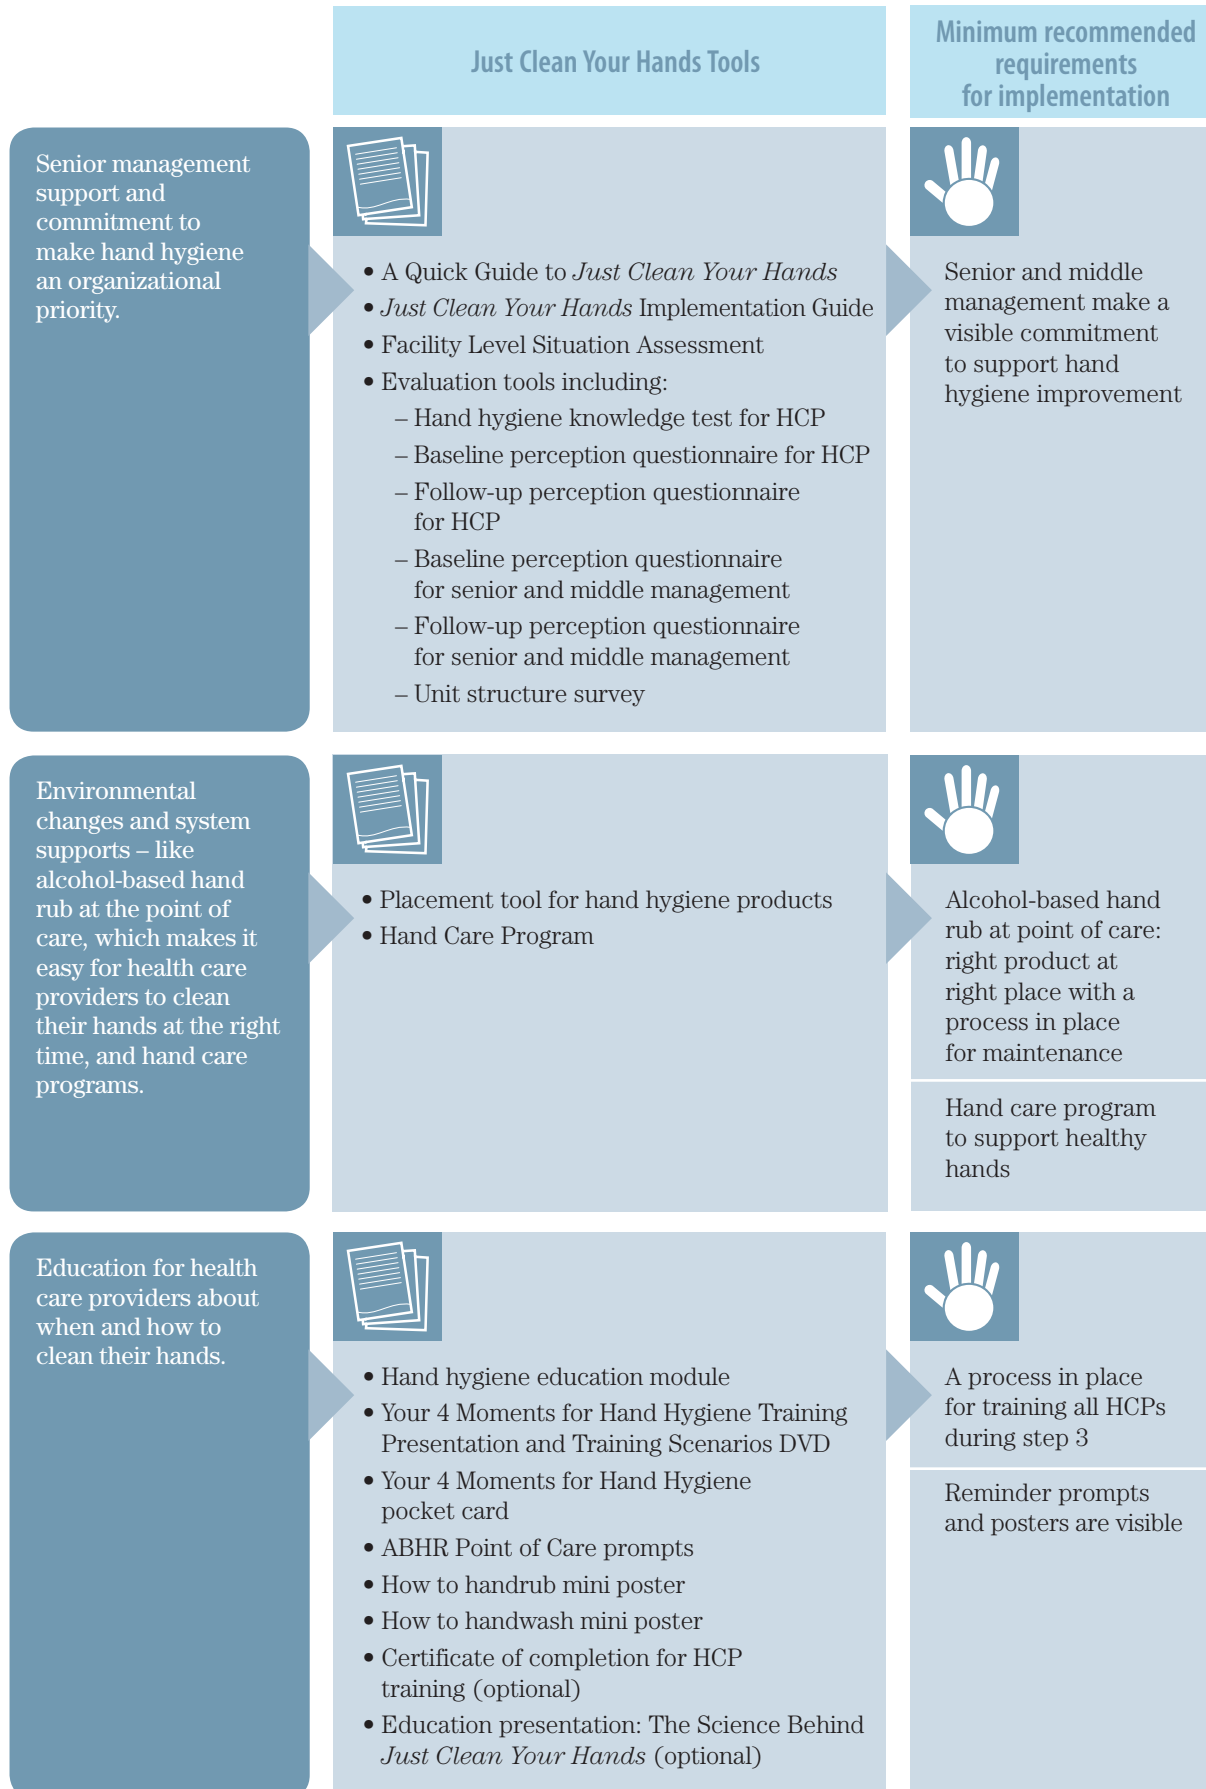 Just Clean Your Hands Tools
Minimum recommended
requirements
for implementation
Senior management
support and
commitment to
make hand hygiene
an organizational
priority.
• A Quick Guide to Just Clean Your Hands
• Just Clean Your Hands Implementation Guide
• Facility Level Situation Assessment
• Evaluation tools including:
– Hand hygiene knowledge test for HCP
– Baseline perception questionnaire for HCP
– Follow-up perception questionnaire
for HCP
– Baseline perception questionnaire
for senior and middle management
– Follow-up perception questionnaire
for senior and middle management
– Unit structure survey
Senior and middle
management make a
visible commitment
to support hand
hygiene improvement
Environmental
changes and system
supports – like
alcohol-based hand
rub at the point of
care, which makes it
easy for health care
providers to clean
their hands at the right
time, and hand care
programs.
• Placement tool for hand hygiene products
• Hand Care Program
Alcohol-based hand
rub at point of care:
right product at
right place with a
process in place
for maintenance
Hand care program
to support healthy
hands
Education for health
care providers about
when and how to
clean their hands.
• Hand hygiene education module
• Your 4 Moments for Hand Hygiene Training
Presentation and Training Scenarios DVD
• Your 4 Moments for Hand Hygiene
pocket card
• ABHR Point of Care prompts
• How to handrub mini poster
• How to handwash mini poster
• Certificate of completion for HCP
training (optional)
• Education presentation: The Science Behind
Just Clean Your Hands (optional)
A process in place
for training all HCPs
during step 3
Reminder prompts
and posters are visible